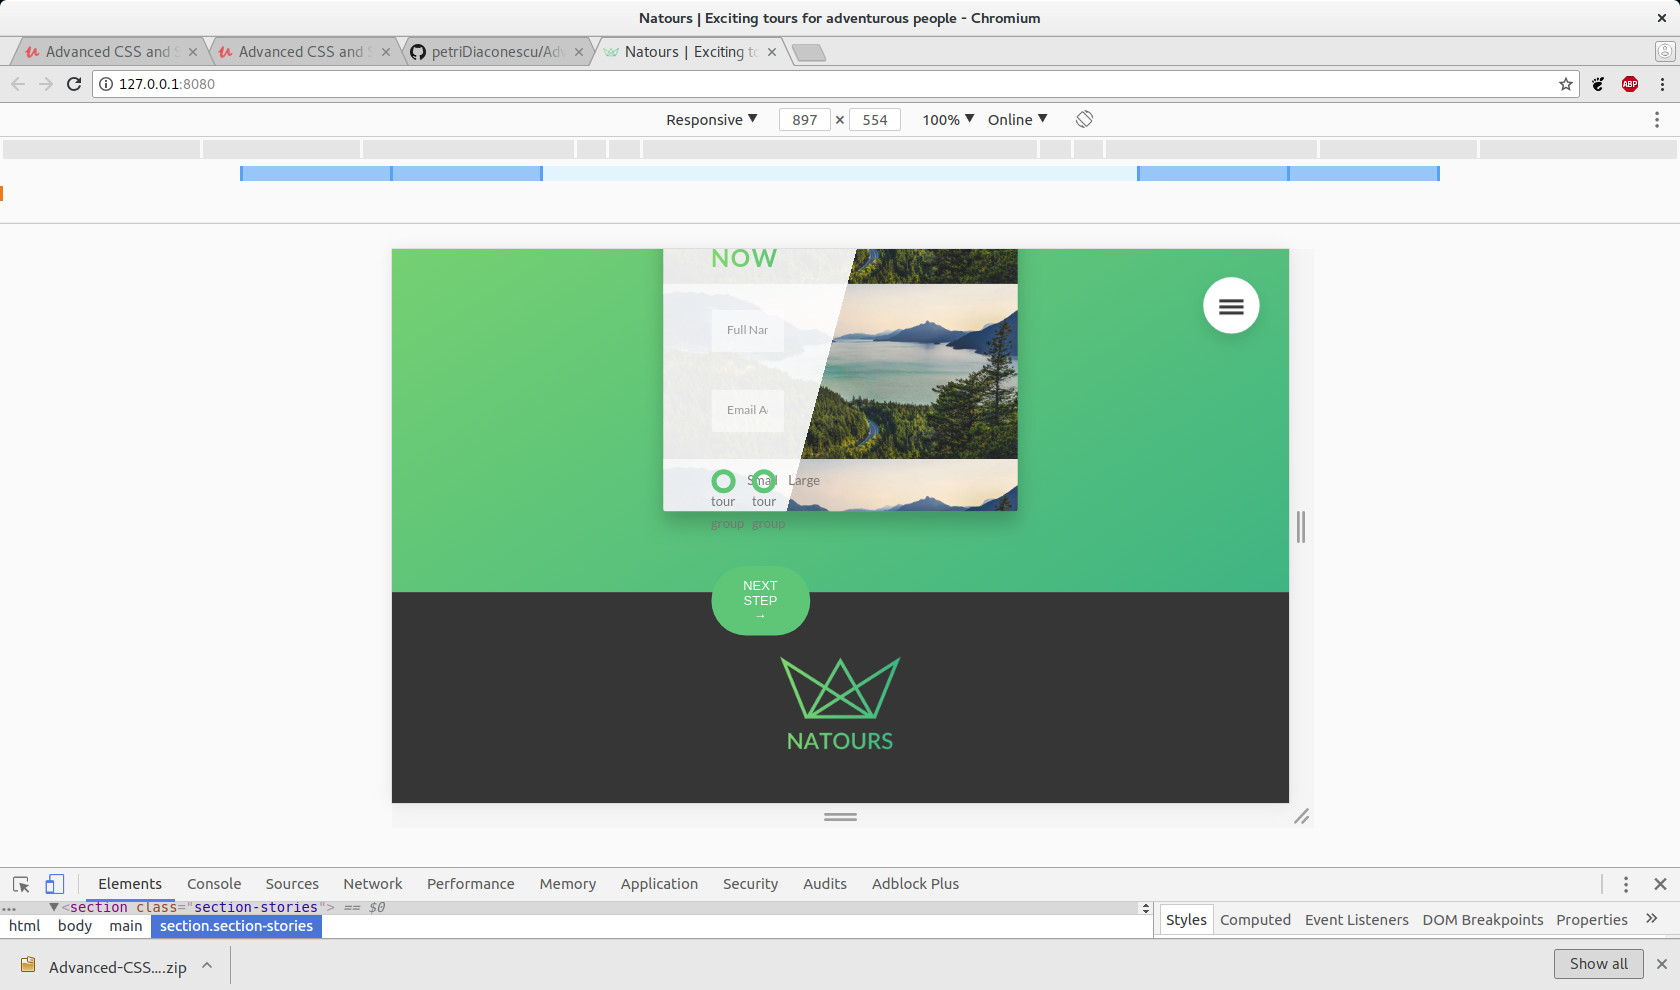 Natours | Exciting tours for adventurous people - Chromium
Advanced CSS and S
Advanced CSS and S
petriDiaconescu/Adv
Natours | Exciting to
127.0.0.1:8080
ABP
Responsive ▼ 897 × 554 100% ▼ Online ▼
NOW
Full Nar
Email A
Small Large
tour tour
group group
NEXT
STEP
→
NATOURS
Elements Console Sources Network Performance Memory Application Security Audits Adblock Plus
... ▼<section class="section-stories"> == $0
html body main section.section-stories
Styles Computed Event Listeners DOM Breakpoints Properties »
Advanced-CSS....zip
Show all